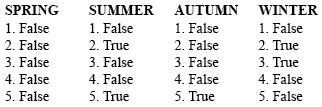 SPRING SUMMER AUTUMN WINTER
1. False 1. False 1. False 1. False
2. False 2. True 2. False 2. True
3. False 3. False 3. False 3. True
4. False 4. False 4. False 4. False
5. False 5. True 5. True 5. False